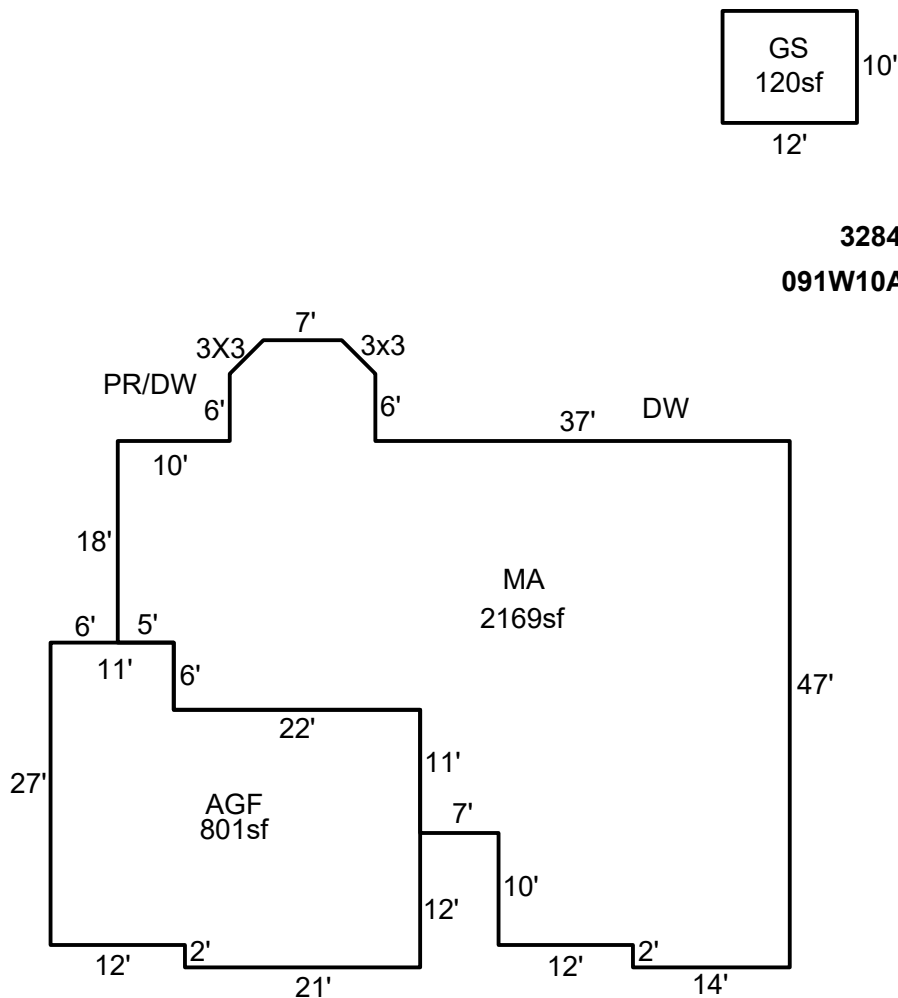 GS
120sf
10'
12'
3284
091W10A
7'
3X3
3x3
PR/DW
6'
6'
37'
DW
10'
18'
MA
2169sf
6'
5'
11'
6'
47'
22'
27'
11'
AGF
801sf
7'
10'
12'
12'
2'
21'
12'
2'
14'